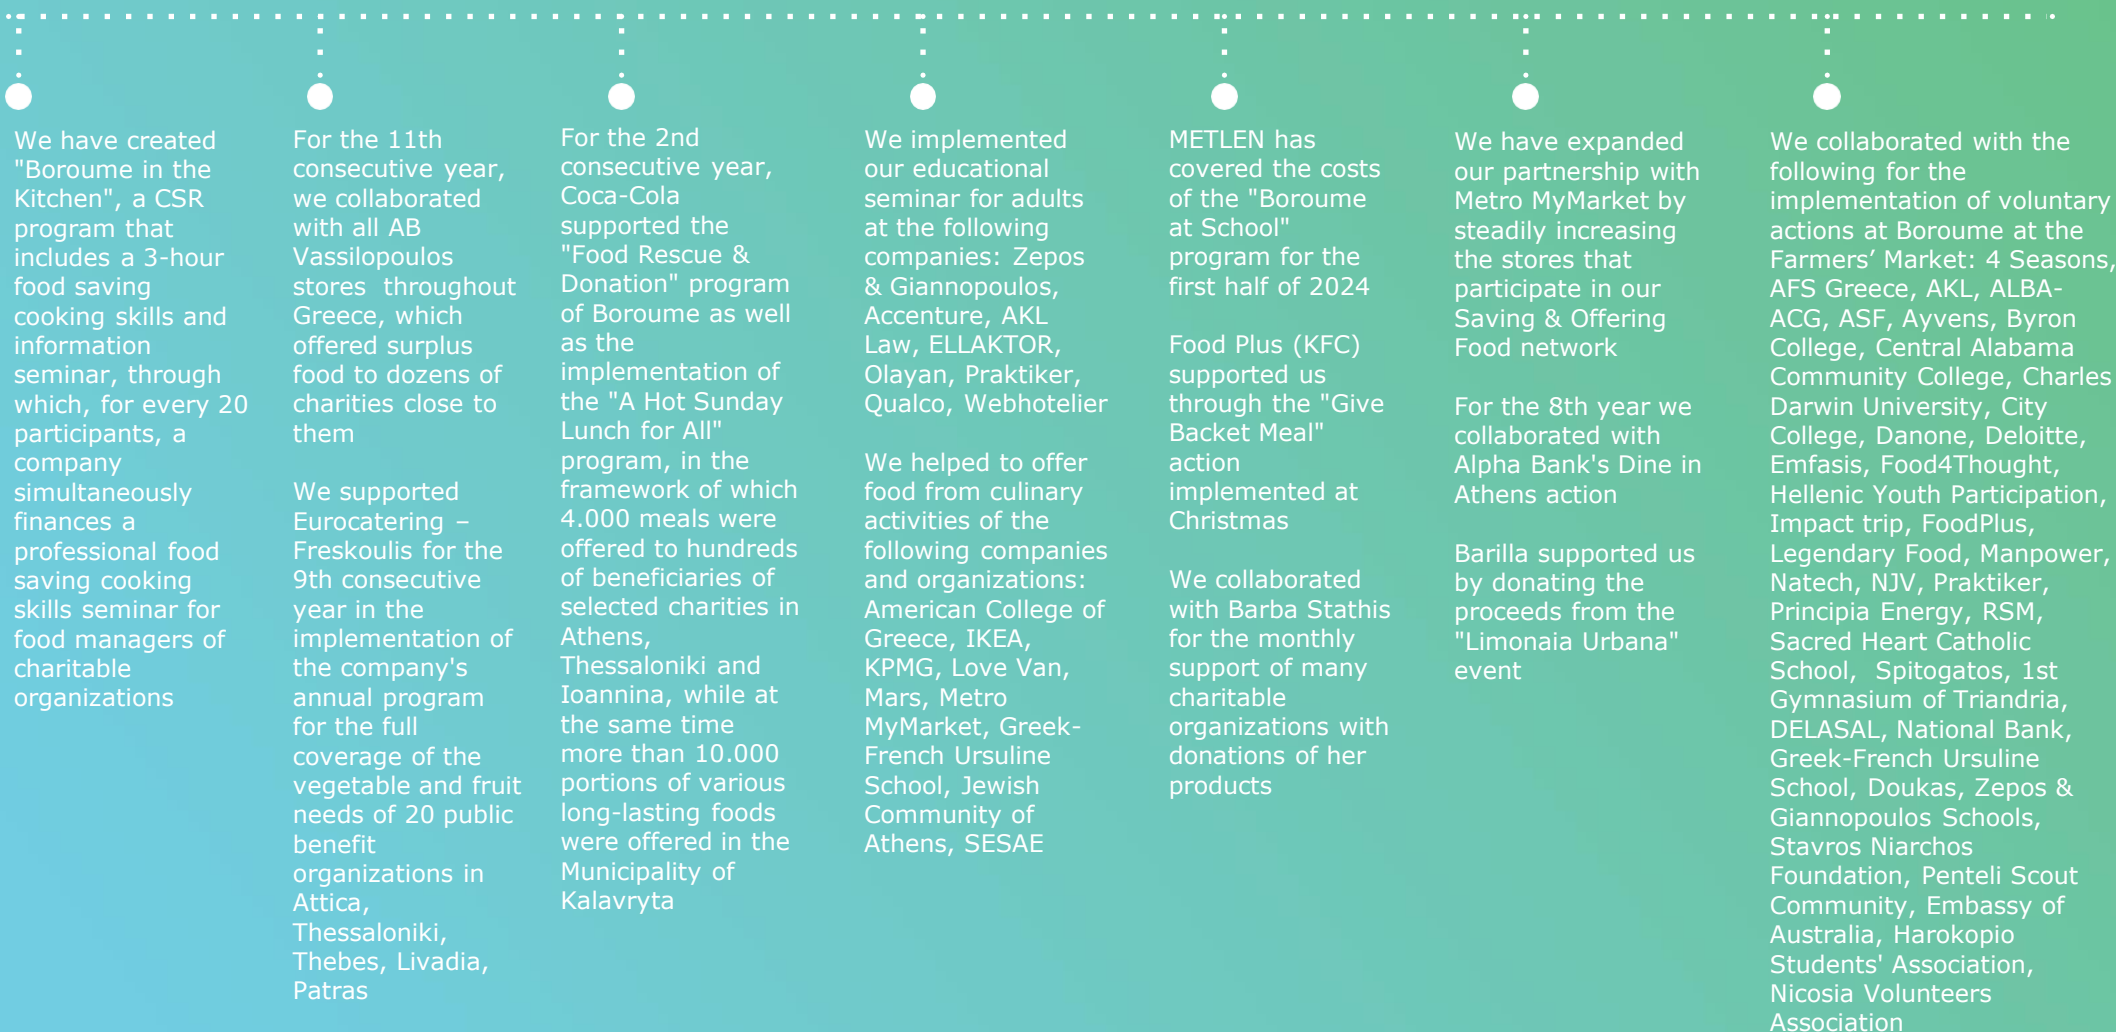 We have created
"Boroume in the
Kitchen", a CSR
program that
includes a 3-hour
food saving
cooking skills and
information
seminar, through
which, for every 20
participants, a
company
simultaneously
finances a
professional food
saving cooking
skills seminar for
food managers of
charitable
organizations
For the 11th
consecutive year,
we collaborated
with all AB
Vassilopoulos
stores throughout
Greece, which
offered surplus
food to dozens of
charities close to
them
We supported
Eurocatering –
Freskoulis for the
9th consecutive
year in the
implementation of
the company's
annual program
for the full
coverage of the
vegetable and fruit
needs of 20 public
benefit
organizations in
Attica,
Thessaloniki,
Thebes, Livadia,
Patras
For the 2nd
consecutive year,
Coca-Cola
supported the
"Food Rescue &
Donation" program
of Boroume as well
as the
implementation of
the "A Hot Sunday
Lunch for All"
program, in the
framework of which
4.000 meals were
offered to hundreds
of beneficiaries of
selected charities in
Athens,
Thessaloniki and
Ioannina, while at
the same time
more than 10.000
portions of various
long-lasting foods
were offered in the
Municipality of
Kalavryta
We implemented
our educational
seminar for adults
at the following
companies: Zepos
& Giannopoulos,
Accenture, AKL
Law, ELLAKTOR,
Olayan, Praktiker,
Qualco, Webhotelier
We helped to offer
food from culinary
activities of the
following companies
and organizations:
American College of
Greece, IKEA,
KPMG, Love Van,
Mars, Metro
MyMarket, Greek-
French Ursuline
School, Jewish
Community of
Athens, SESAE
METLEN has
covered the costs
of the "Boroume
at School"
program for the
first half of 2024
Food Plus (KFC)
supported us
through the "Give
Backet Meal"
action
implemented at
Christmas
We collaborated
with Barba Stathis
for the monthly
support of many
charitable
organizations with
donations of her
products
We have expanded
our partnership with
Metro MyMarket by
steadily increasing
the stores that
participate in our
Saving & Offering
Food network
For the 8th year we
collaborated with
Alpha Bank's Dine in
Athens action
Barilla supported us
by donating the
proceeds from the
"Limonaia Urbana"
event
We collaborated with the
following for the
implementation of voluntary
actions at Boroume at the
Farmers’ Market: 4 Seasons,
AFS Greece, AKL, ALBA-
ACG, ASF, Ayvens, Byron
College, Central Alabama
Community College, Charles
Darwin University, City
College, Danone, Deloitte,
Emfasis, Food4Thought,
Hellenic Youth Participation,
Impact trip, FoodPlus,
Legendary Food, Manpower,
Natech, NJV, Praktiker,
Principia Energy, RSM,
Sacred Heart Catholic
School, Spitogatos, 1st
Gymnasium of Triandria,
DELASAL, National Bank,
Greek-French Ursuline
School, Doukas, Zepos &
Giannopoulos Schools,
Stavros Niarchos
Foundation, Penteli Scout
Community, Embassy of
Australia, Harokopio
Students' Association,
Nicosia Volunteers
Association